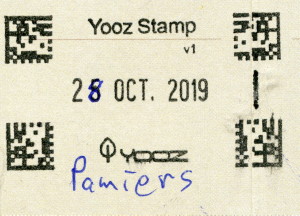 Yooz Stamp
v1
28 OCT. 2019
yooz
Pamiers